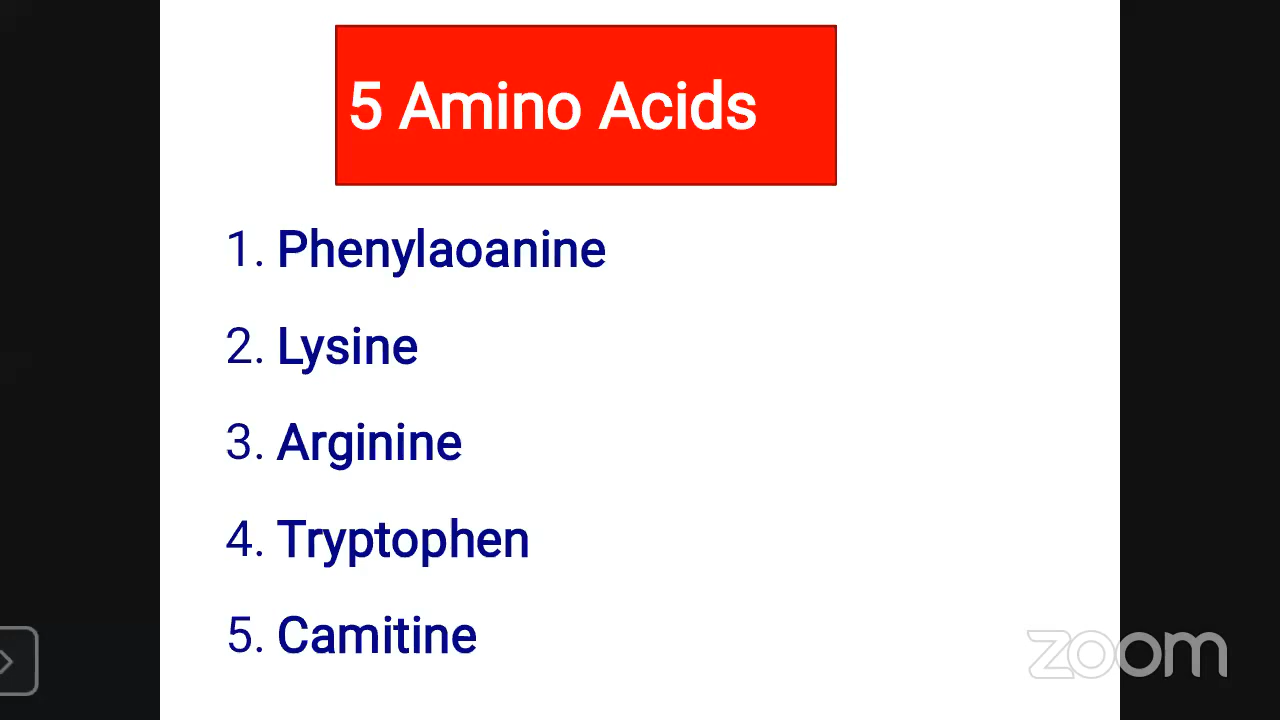 5 Amino Acids
1. Phenylaoanine
2. Lysine
3. Arginine
4. Tryptophen
5. Camitine
zoom